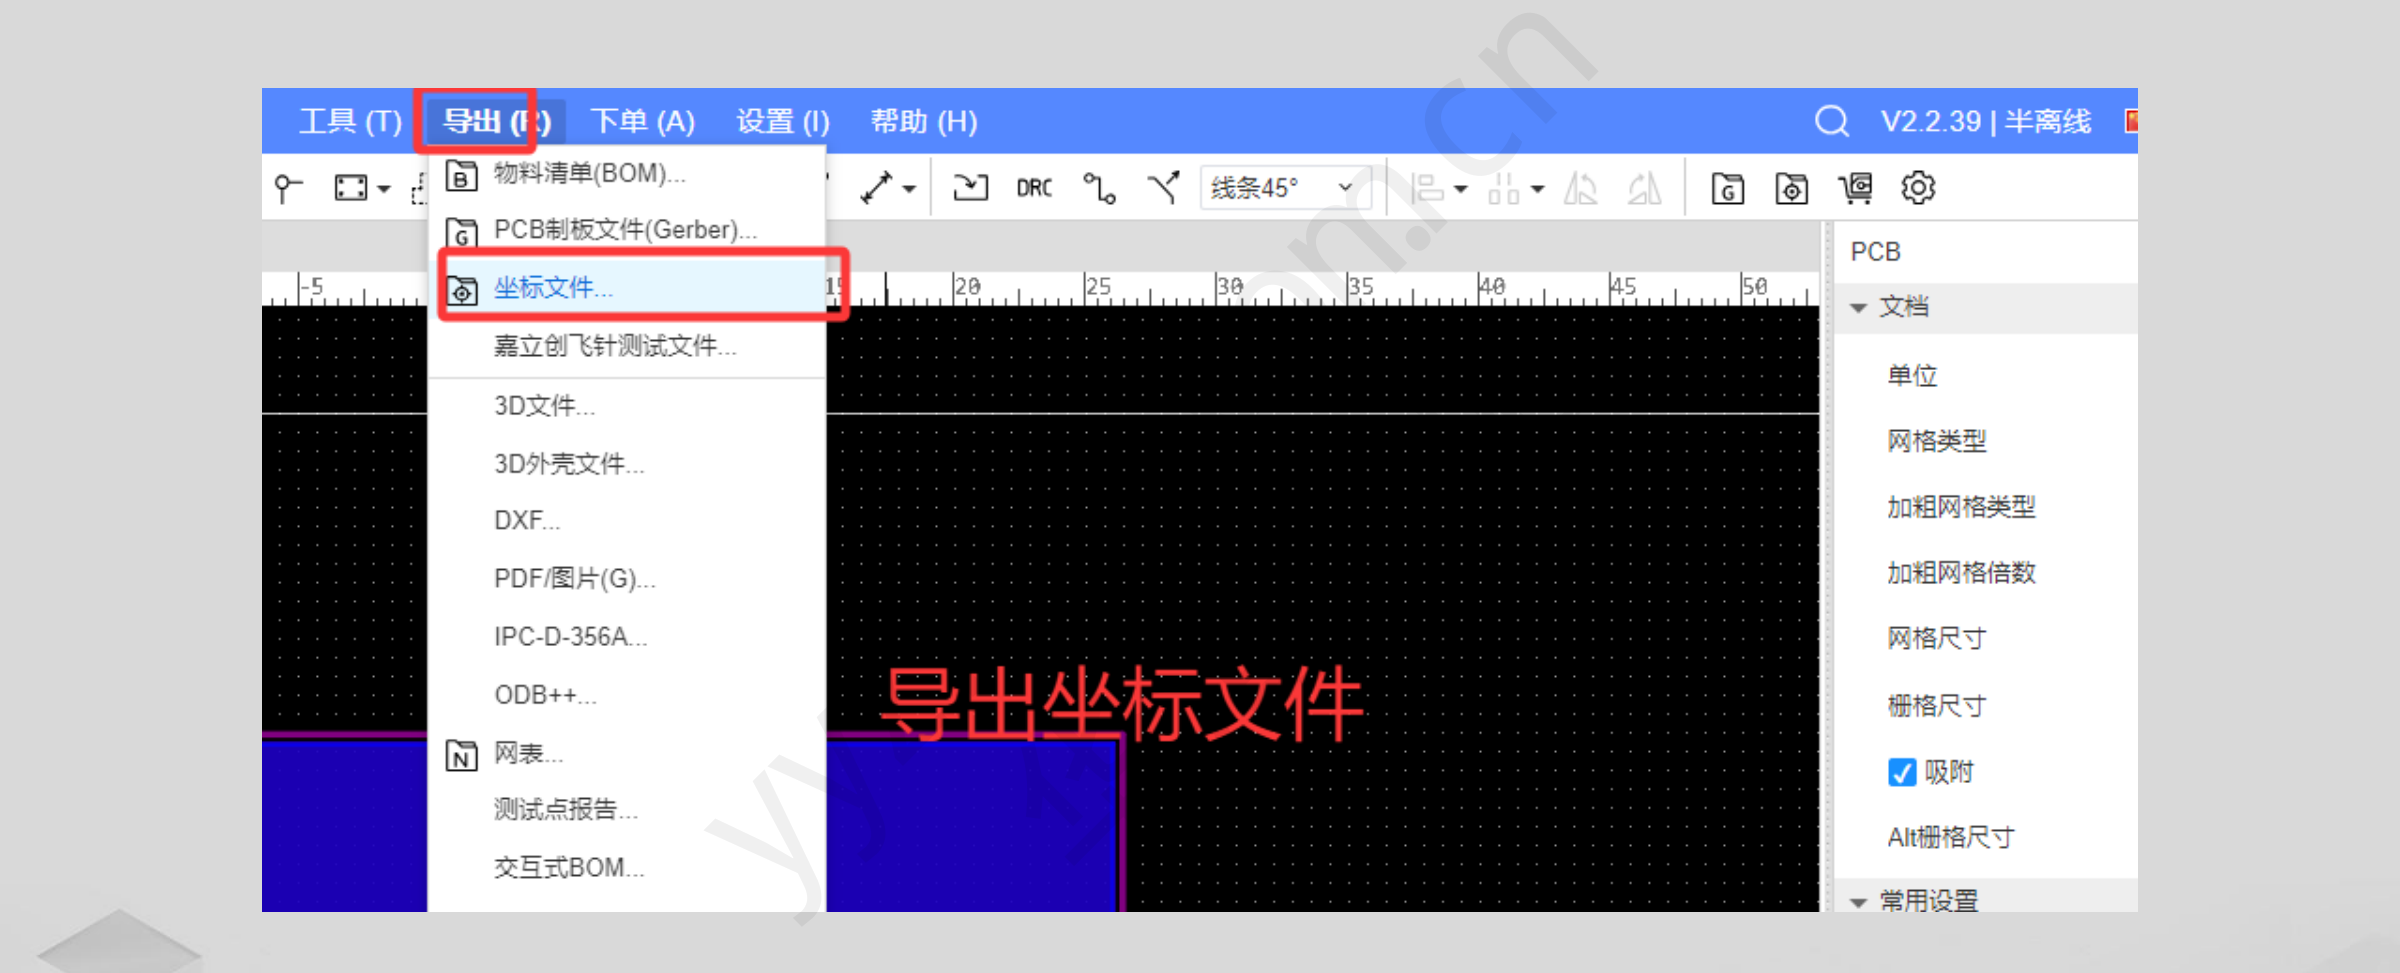 工具 (T) 导出 (R) 下单 (A) 设置 (I) 帮助 (H) V2.2.39 | 半离线
DRC 线条45°
物料清单(BOM)...
PCB制板文件(Gerber)...
坐标文件...
嘉立创飞针测试文件...
3D文件...
3D外壳文件...
DXF...
PDF/图片(G)...
IPC-D-356A...
ODB++...
网表...
测试点报告...
交互式BOM...
-5 15 20 25 30 35 40 45 50
导出坐标文件
PCB
文档
单位
网格类型
加粗网格类型
加粗网格倍数
网格尺寸
栅格尺寸
吸附
Alt栅格尺寸
常用设置